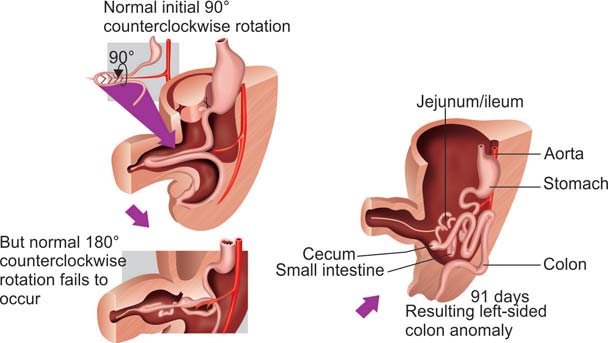 Normal initial 90°
counterclockwise rotation
90°
But normal 180°
counterclockwise
rotation fails to
occur
Jejunum/ileum
Aorta
Stomach
Cecum
Small intestine
Colon
91 days
Resulting left-sided
colon anomaly